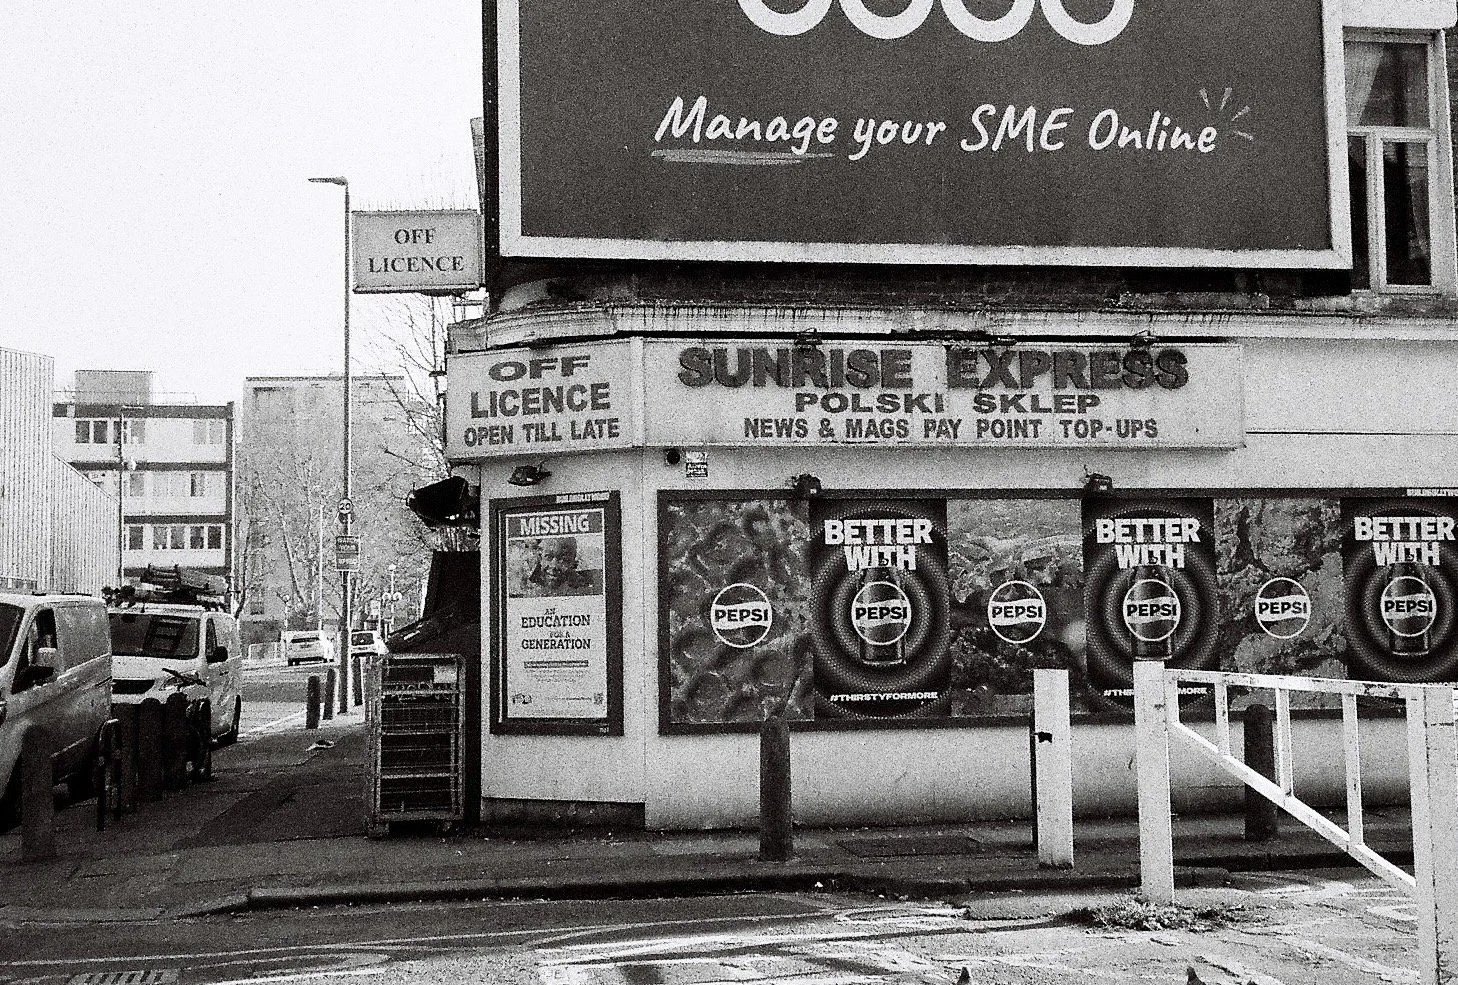 Manage your SME Online
OFF
LICENCE
OFF
LICENCE
OPEN TILL LATE
SUNRISE EXPRESS
POLSKI SKLEP
NEWS & MAGS PAY POINT TOP-UPS
20
MISSING
AN
EDUCATION
FOR A
GENERATION
PEPSI
BETTER
WITH
PEPSI
#THIRSTYFORMORE
PEPSI
BETTER
WITH
PEPSI
PEPSI
BETTER
WITH
PEPSI